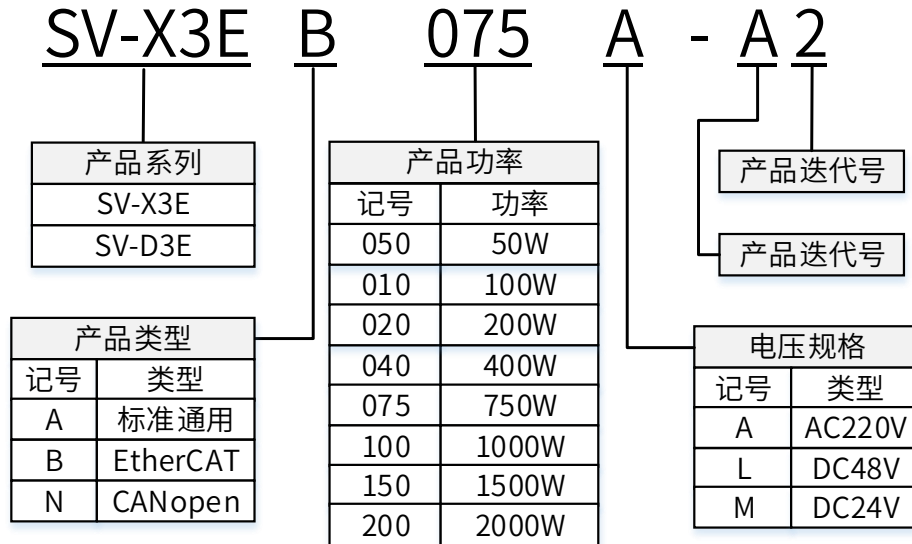 SV-X3E B 075 A - A 2
产品系列
SV-X3E
SV-D3E
产品类型
记号 类型
A 标准通用
B EtherCAT
N CANopen
产品功率
记号 功率
050 50W
010 100W
020 200W
040 400W
075 750W
100 1000W
150 1500W
200 2000W
产品迭代号
产品迭代号
电压规格
记号 类型
A AC220V
L DC48V
M DC24V